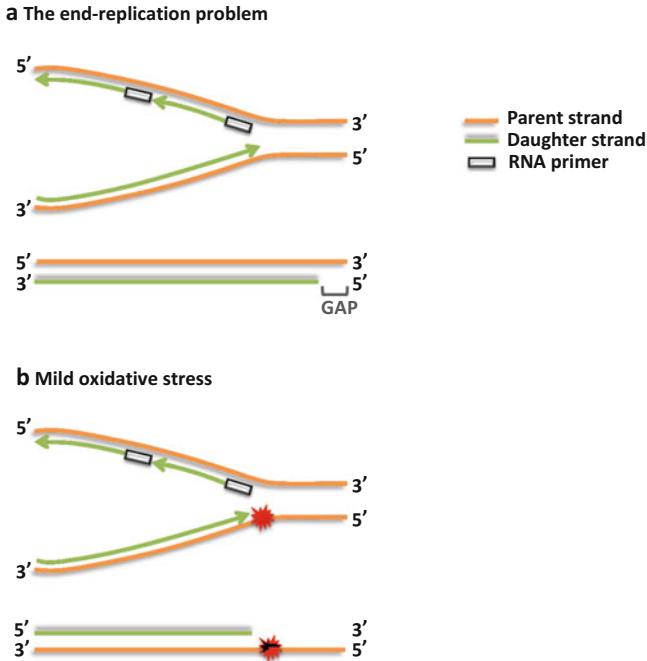 a The end-replication problem
5’
3’
5’
3’
Parent strand
Daughter strand
RNA primer
5’ 3’
3’ 5’
GAP
b Mild oxidative stress
5’
3’
5’
3’
5’ 3’
3’ 5’